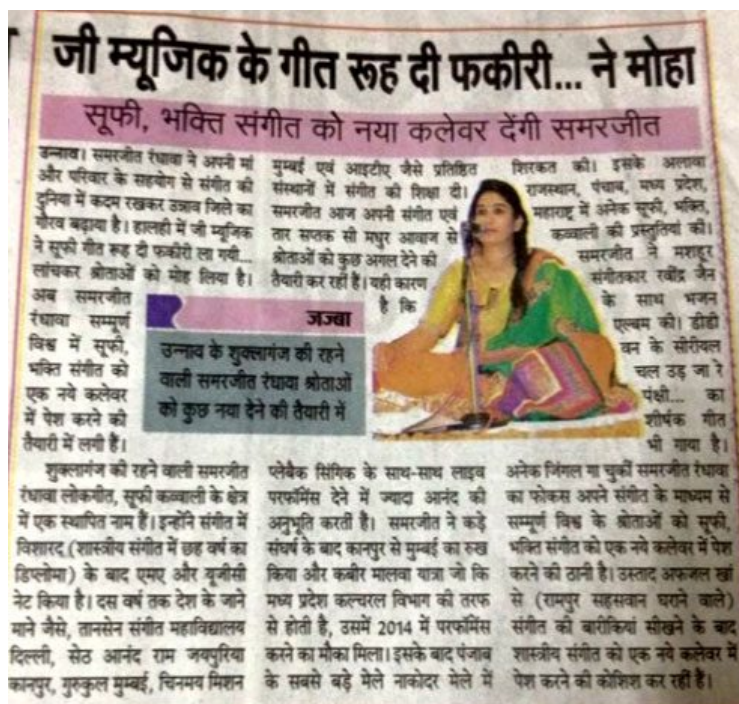 जी म्यूजिक के गीत रूह दी फकीरी... ने मोहा
सूफी, भक्ति संगीत को नया कलेवर देंगी समरजीत
उन्नाव। समरजीत रंधावा ने अपनी मां
और परिवार के सहयोग से संगीत की
दुनिया में कदम रखकर उन्नाव जिले का
गौरव बढ़ाया है। हालही में जी म्यूजिक
ने सूफी गीत रूह दी फकीरी ला गयी...
लांचकर श्रोताओं को मोह लिया है।
अब समरजीत
रंधावा सम्पूर्ण
विश्व में सूफी,
भक्ति संगीत को
एक नये कलेवर
में पेश करने की
तैयारी में लगी हैं।
शुक्लागंज की रहने वाली समरजीत
रंधावा लोकगीत, सूफी कव्वाली के क्षेत्र
में एक स्थापित नाम हैं। इन्होंने संगीत में
विशारद (शास्त्रीय संगीत में छह वर्ष का
डिप्लोमा) के बाद एमए और यूजीसी
नेट किया है। दस वर्ष तक देश के जाने
माने जैसे, तानसेन संगीत महाविद्यालय
दिल्ली, सेठ आनंद राम जयपुरिया
कानपुर, गुरुकुल मुम्बई, चिनमय मिशन
मुम्बई एवं आइटीए जैसे प्रतिष्ठित
संस्थानों में संगीत की शिक्षा दी।
समरजीत आज अपनी संगीत एवं
तार सप्तक सी मधुर आवाज से
श्रोताओं को कुछ अगल देने की
तैयारी कर रही हैं। यही कारण
है कि
जज्बा
उन्नाव के शुक्लागंज की रहने
वाली समरजीत रंधावा श्रोताओं
को कुछ नया देने की तैयारी में
प्लेबैक सिंगिक के साथ-साथ लाइव
परफॉमिंस देने में ज्यादा आनंद की
अनुभूति करती है। समरजीत ने कड़े
संघर्ष के बाद कानपुर से मुम्बई का रुख
किया और कबीर मालवा यात्रा जो कि
मध्य प्रदेश कल्चरल विभाग की तरफ
से होती है, उसमें 2014 में परफॉमिंस
करने का मौका मिला। इसके बाद पंजाब
के सबसे बड़े मेले नाकोदर मेले में
शिरकत की। इसके अलावा
राजस्थान, पंचाब, मध्य प्रदेश,
महाराष्ट्र में अनेक सूफी, भक्ति,
कव्वाली की प्रस्तुतियां की।
समरजीत ने मशहूर
संगीतकार रवींद्र जैन
के साथ भजन
एल्बम की। डीडी
वन के सीरीयल
चल उड़ जा रे
पंक्षी... का
शीर्षक गीत
भी गाया है।
अनेक जिंगल गा चुकीं समरजीत रंधावा
का फोकस अपने संगीत के माध्यम से
सम्पूर्ण विश्व के श्रोताओं को सूफी,
भक्ति संगीत को एक नये कलेवर में पेश
करने की ठानी है। उस्ताद अफजल खां
से (रामपुर सहसवान घराने वाले)
संगीत की बारीकियां सीखने के बाद
शास्त्रीय संगीत को एक नये कलेवर में
पेश करने की कोशिश कर रही हैं।